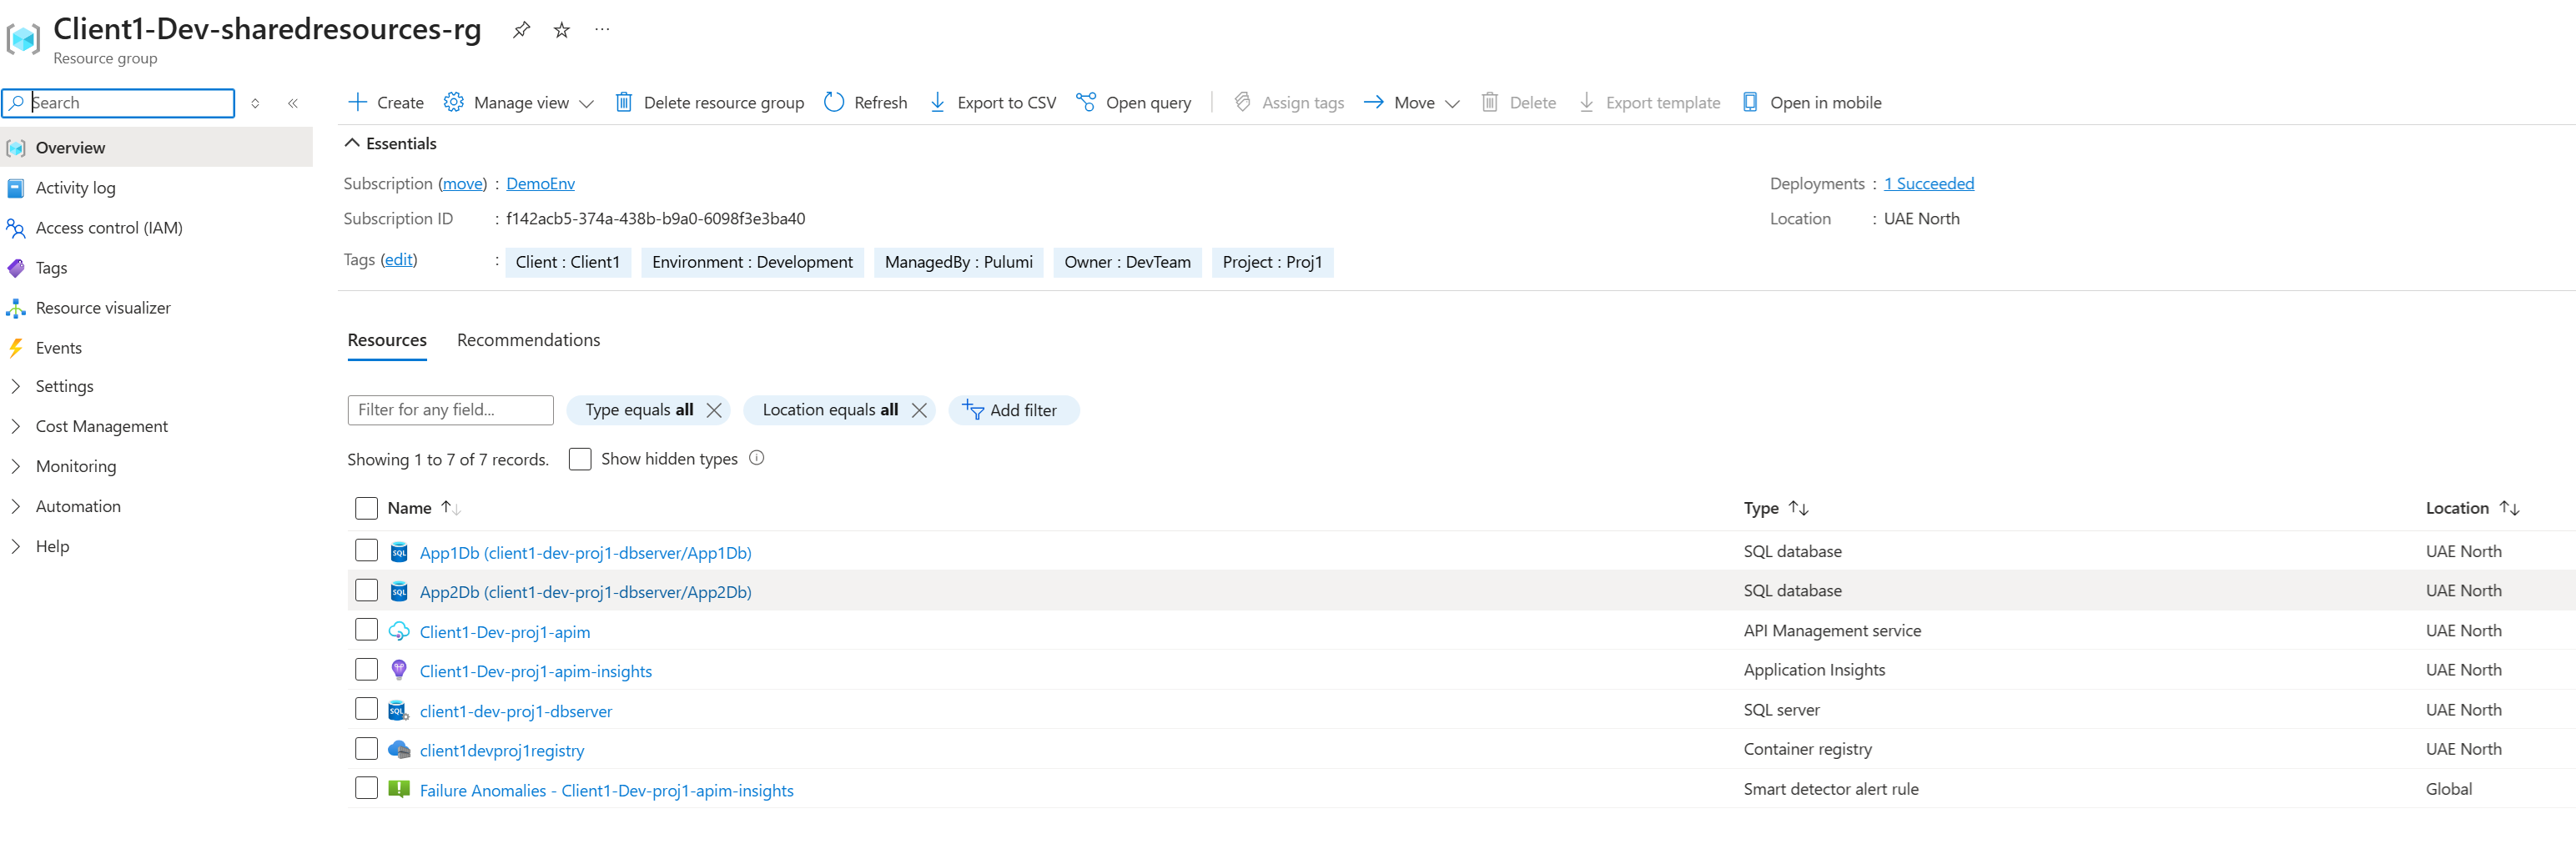 Client1-Dev-sharedresources-rg
Resource group
Search
Create Manage view Delete resource group Refresh Export to CSV Open query Assign tags Move Delete Export template Open in mobile
Overview
Activity log
Access control (IAM)
Tags
Resource visualizer
Events
Settings
Cost Management
Monitoring
Automation
Help
Essentials
Subscription (move) : DemoEnv
Subscription ID : f142acb5-374a-438b-b9a0-6098f3e3ba40
Tags (edit) : Client : Client1 Environment : Development ManagedBy : Pulumi Owner : DevTeam Project : Proj1
Deployments : 1 Succeeded
Location : UAE North
Resources Recommendations
Filter for any field... Type equals all Location equals all Add filter
Showing 1 to 7 of 7 records. Show hidden types
Name Type Location
App1Db (client1-dev-proj1-dbserver/App1Db) SQL database UAE North
App2Db (client1-dev-proj1-dbserver/App2Db) SQL database UAE North
Client1-Dev-proj1-apim API Management service UAE North
Client1-Dev-proj1-apim-insights Application Insights UAE North
client1-dev-proj1-dbserver SQL server UAE North
client1devproj1registry Container registry UAE North
Failure Anomalies - Client1-Dev-proj1-apim-insights Smart detector alert rule Global